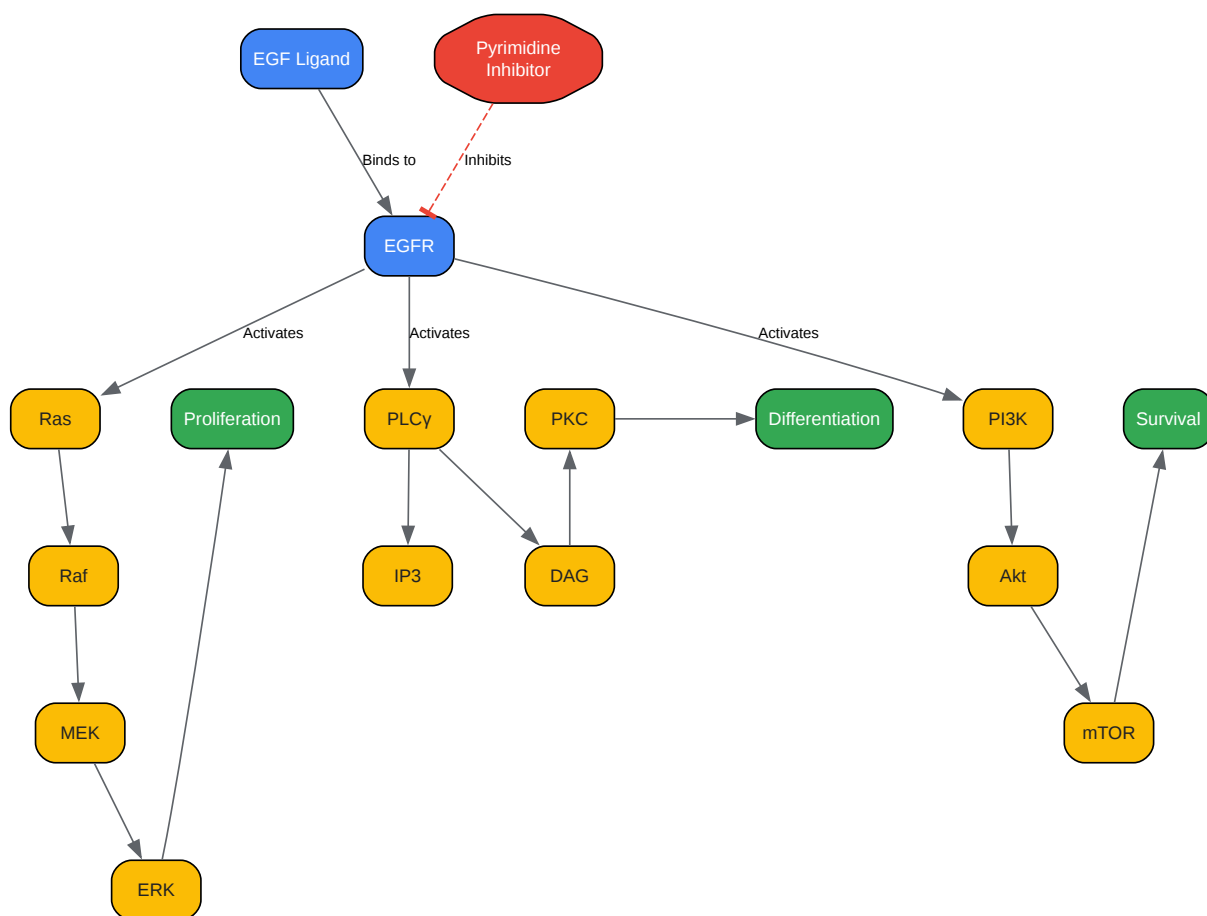 EGF Ligand
Pyrimidine
Inhibitor
Binds to
Inhibits
EGFR
Activates
Activates
Activates
Ras
Proliferation
PLCγ
PKC
Differentiation
PI3K
Survival
Raf
IP3
DAG
Akt
MEK
mTOR
ERK